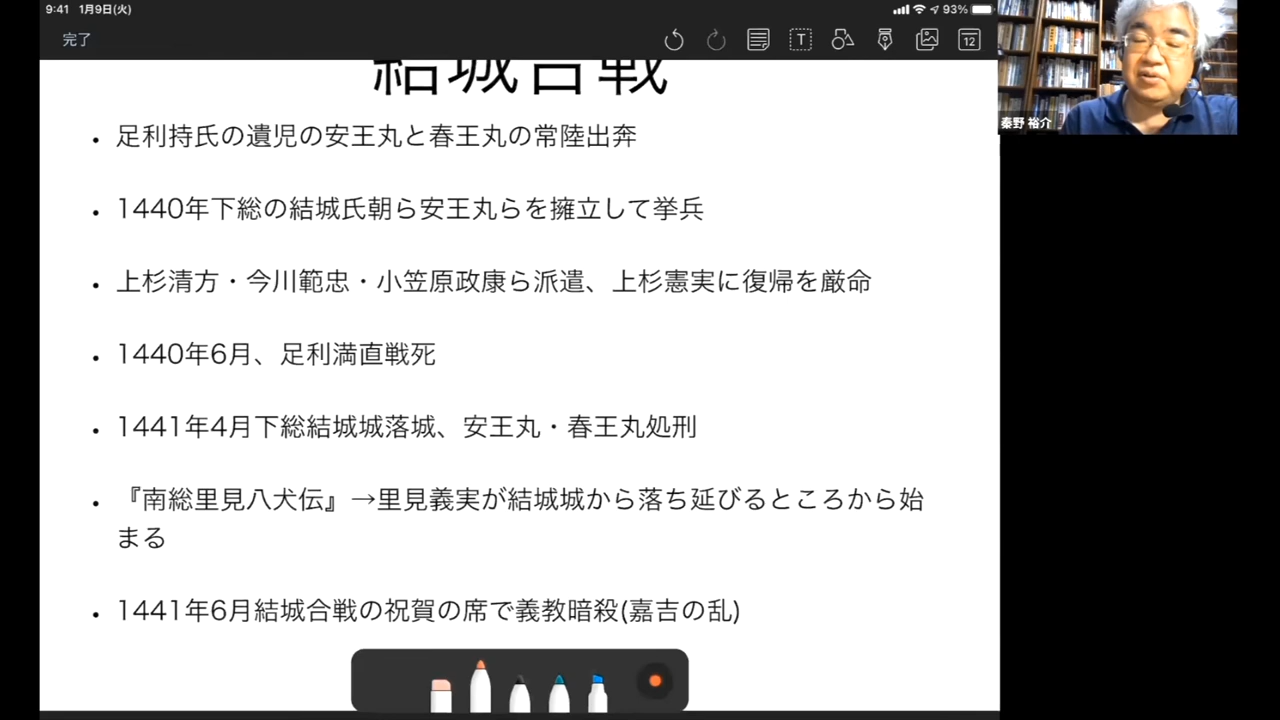 9:41 1月9日(火)
93%
完了
T
12
結城合戦
秦野 裕介
• 足利持氏の遺児の安王丸と春王丸の常陸出奔
• 1440年下総の結城氏朝ら安王丸らを擁立して挙兵
• 上杉清方・今川範忠・小笠原政康ら派遣、上杉憲実に復帰を厳命
• 1440年6月、足利満直戦死
• 1441年4月下総結城城落城、安王丸・春王丸処刑
• 『南総里見八犬伝』→里見義実が結城城から落ち延びるところから始
まる
• 1441年6月結城合戦の祝賀の席で義教暗殺(嘉吉の乱)